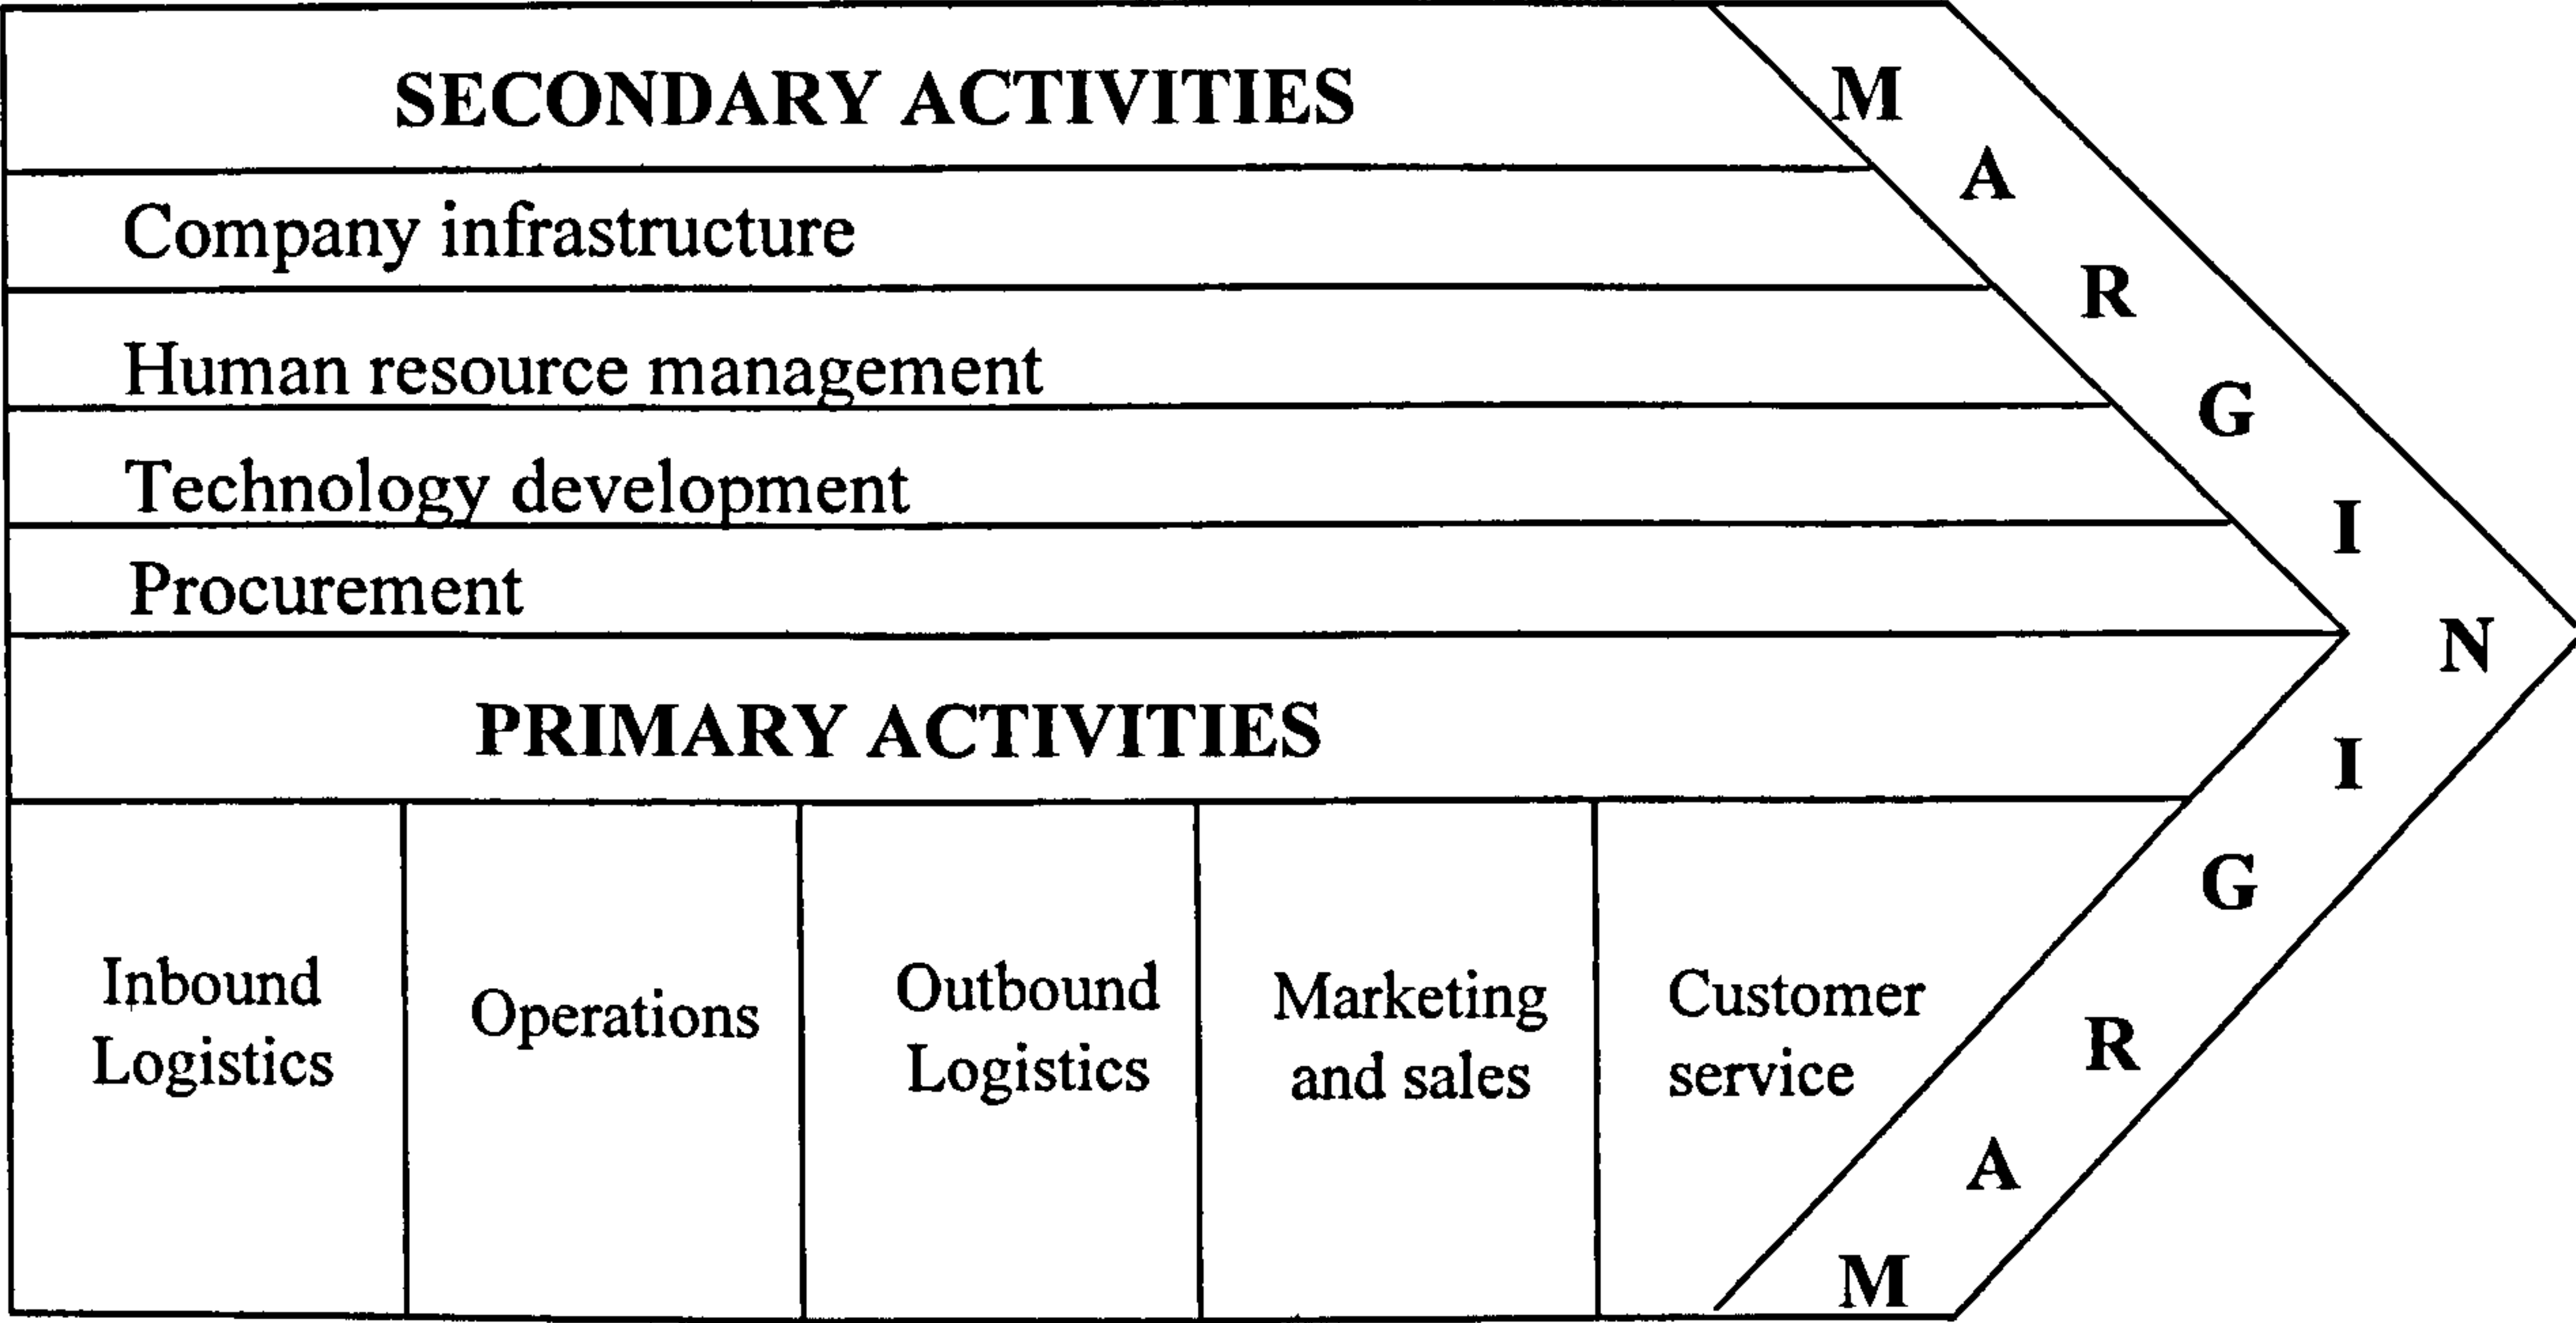 SECONDARY ACTIVITIES
Company infrastructure
Human resource management
Technology development
Procurement
PRIMARY ACTIVITIES
Inbound
Logistics
Operations
Outbound
Logistics
Marketing
and sales
Customer
service
M
A
R
G
I
N
I
G
R
A
M